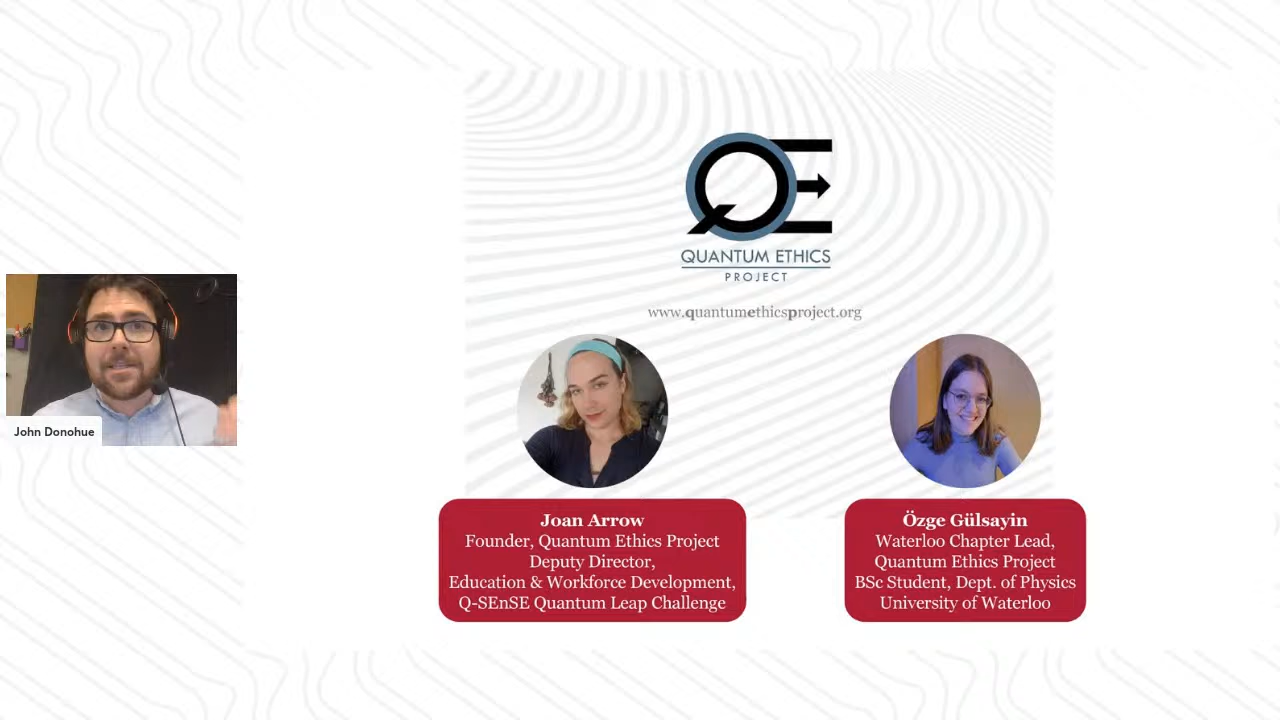 QE
QUANTUM ETHICS
PROJECT
www.quantumethicsproject.org
John Donohue
Joan Arrow
Founder, Quantum Ethics Project
Deputy Director,
Education & Workforce Development,
Q-SEnSE Quantum Leap Challenge
Özge Gülsayin
Waterloo Chapter Lead,
Quantum Ethics Project
BSc Student, Dept. of Physics
University of Waterloo